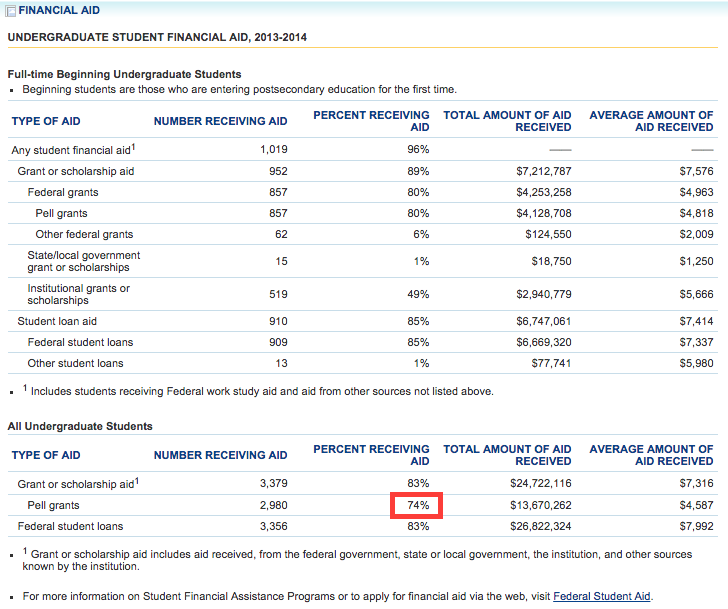 FINANCIAL AID
UNDERGRADUATE STUDENT FINANCIAL AID, 2013-2014
Full-time Beginning Undergraduate Students
Beginning students are those who are entering postsecondary education for the first time.
TYPE OF AID NUMBER RECEIVING AID PERCENT RECEIVING AID TOTAL AMOUNT OF AID RECEIVED AVERAGE AMOUNT OF AID RECEIVED
Any student financial aid1 1,019 96% —— ——
Grant or scholarship aid 952 89% $7,212,787 $7,576
Federal grants 857 80% $4,253,258 $4,963
Pell grants 857 80% $4,128,708 $4,818
Other federal grants 62 6% $124,550 $2,009
State/local government grant or scholarships 15 1% $18,750 $1,250
Institutional grants or scholarships 519 49% $2,940,779 $5,666
Student loan aid 910 85% $6,747,061 $7,414
Federal student loans 909 85% $6,669,320 $7,337
Other student loans 13 1% $77,741 $5,980
1 Includes students receiving Federal work study aid and aid from other sources not listed above.
All Undergraduate Students
TYPE OF AID NUMBER RECEIVING AID PERCENT RECEIVING AID TOTAL AMOUNT OF AID RECEIVED AVERAGE AMOUNT OF AID RECEIVED
Grant or scholarship aid1 3,379 83% $24,722,116 $7,316
Pell grants 2,980 74% $13,670,262 $4,587
Federal student loans 3,356 83% $26,822,324 $7,992
1 Grant or scholarship aid includes aid received, from the federal government, state or local government, the institution, and other sources
known by the institution.
For more information on Student Financial Assistance Programs or to apply for financial aid via the web, visit Federal Student Aid.